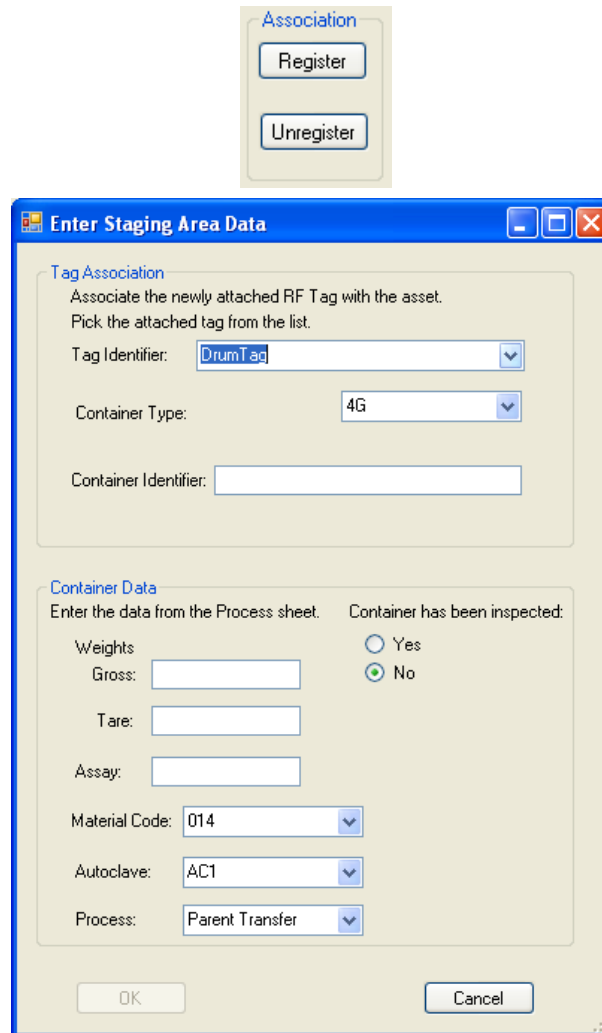 Association
Register
Unregister
Enter Staging Area Data
Tag Association
Associate the newly attached RF Tag with the asset.
Pick the attached tag from the list.
Tag Identifier: DrumTag
Container Type: 4G
Container Identifier:
Container Data
Enter the data from the Process sheet. Container has been inspected:
Weights Yes
Gross: No
Tare:
Assay:
Material Code: 014
Autoclave: AC1
Process: Parent Transfer
OK Cancel